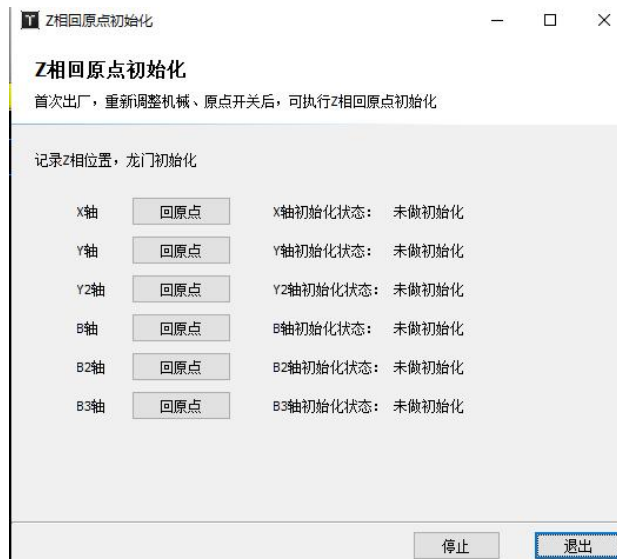 Z相回原点初始化
Z相回原点初始化
首次出厂，重新调整机械、原点开关后，可执行Z相回原点初始化
记录Z相位置，龙门初始化
X轴 回原点 X轴初始化状态： 未做初始化
Y轴 回原点 Y轴初始化状态： 未做初始化
Y2轴 回原点 Y2轴初始化状态： 未做初始化
B轴 回原点 B轴初始化状态： 未做初始化
B2轴 回原点 B2轴初始化状态： 未做初始化
B3轴 回原点 B3轴初始化状态： 未做初始化
停止 退出